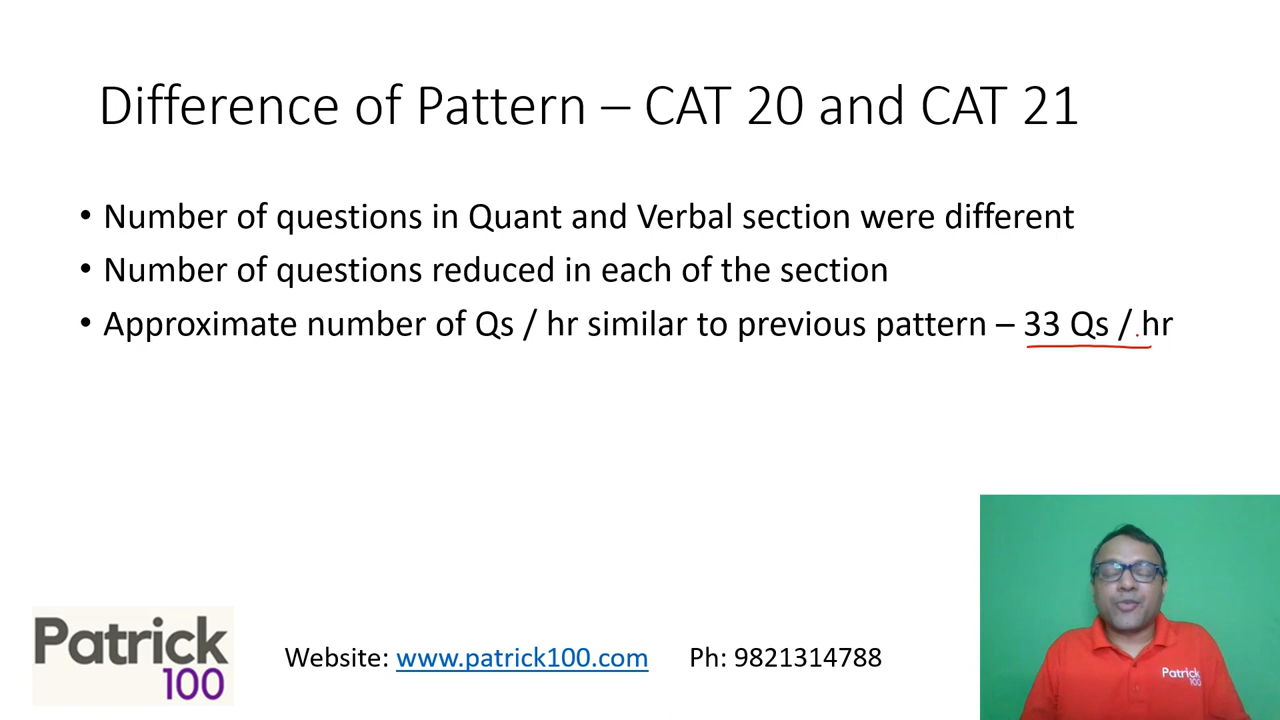 Difference of Pattern – CAT 20 and CAT 21
• Number of questions in Quant and Verbal section were different
• Number of questions reduced in each of the section
• Approximate number of Qs / hr similar to previous pattern – 33 Qs / hr
Patrick
100
Website: www.patrick100.com Ph: 9821314788
Patrick
100